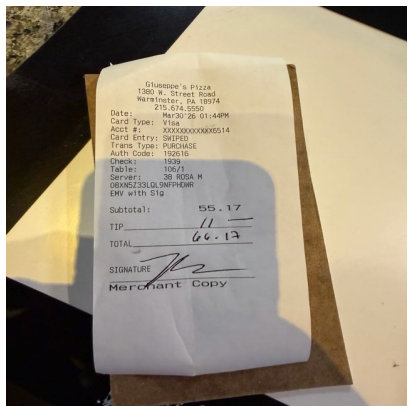 Giuseppe's Pizza
1380 W. Street Road
Warminster, PA 18974
215.674.5550
Date: Mar30'26 01:44PM
Card Type: Visa
Acct #: XXXXXXXXXXXX6514
Card Entry: SWIPED
Trans Type: PURCHASE
Auth Code: 192616
Check: 1939
Table: 106/1
Server: 38 ROSA M
0BXN5Z33LQL9NFPHDWR
EMV with Sig
Subtotal: 55.17
TIP 11 —
TOTAL 66.17
SIGNATURE
Merchant Copy